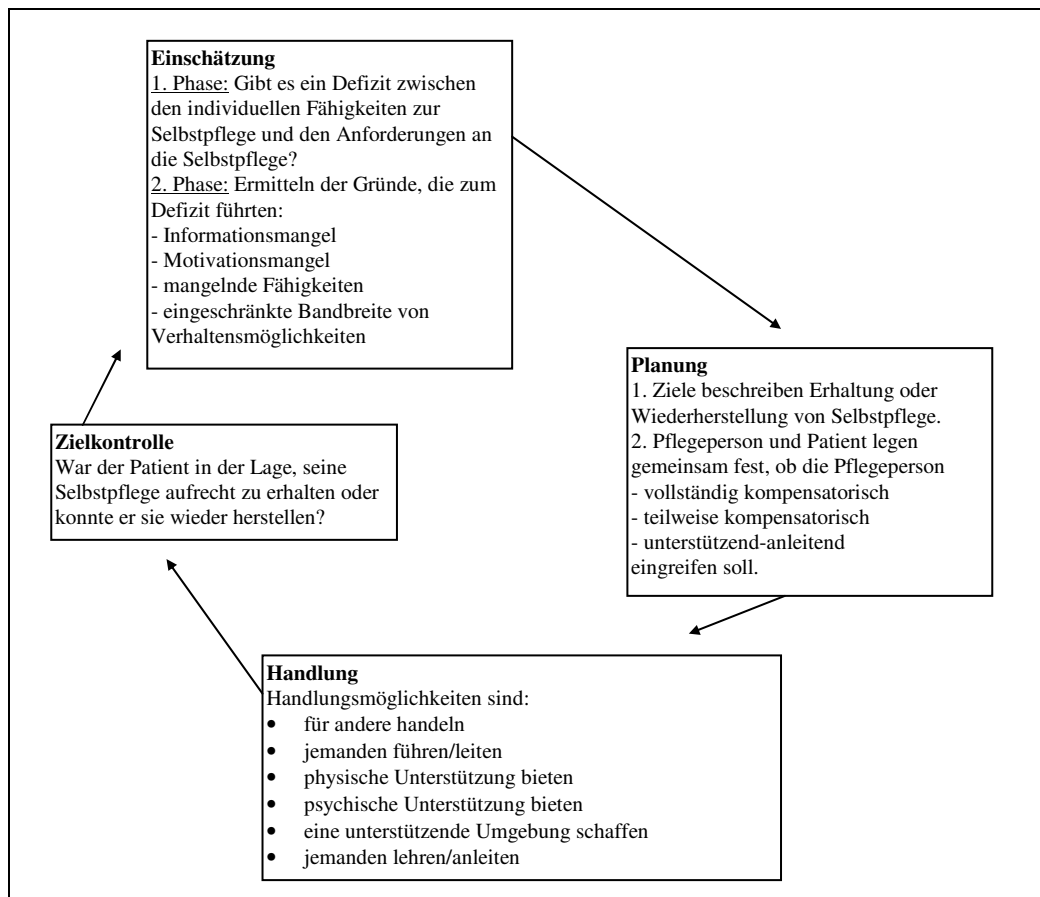 Einschätzung
1. Phase: Gibt es ein Defizit zwischen
den individuellen Fähigkeiten zur
Selbstpflege und den Anforderungen an
die Selbstpflege?
2. Phase: Ermitteln der Gründe, die zum
Defizit führten:
- Informationsmangel
- Motivationsmangel
- mangelnde Fähigkeiten
- eingeschränkte Bandbreite von
Verhaltensmöglichkeiten
Planung
1. Ziele beschreiben Erhaltung oder
Wiederherstellung von Selbstpflege.
2. Pflegeperson und Patient legen
gemeinsam fest, ob die Pflegeperson
- vollständig kompensatorisch
- teilweise kompensatorisch
- unterstützend-anleitend
eingreifen soll.
Handlung
Handlungsmöglichkeiten sind:
• für andere handeln
• jemanden führen/leiten
• physische Unterstützung bieten
• psychische Unterstützung bieten
• eine unterstützende Umgebung schaffen
• jemanden lehren/anleiten
Zielkontrolle
War der Patient in der Lage, seine
Selbstpflege aufrecht zu erhalten oder
konnte er sie wieder herstellen?